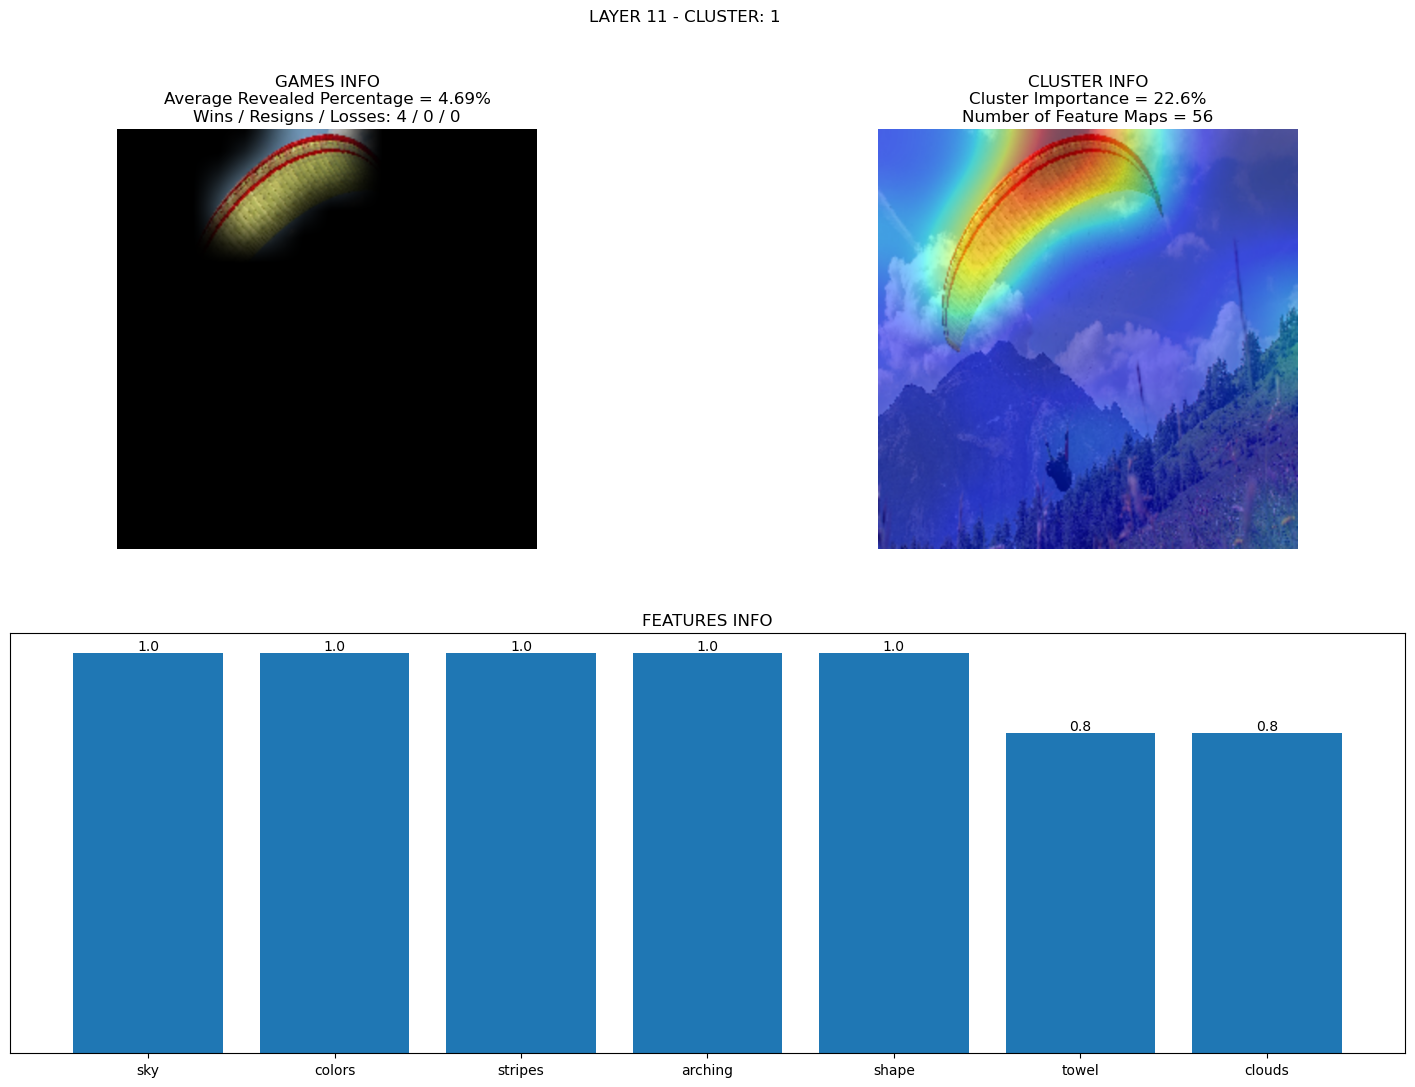 LAYER 11 - CLUSTER: 1
GAMES INFO
Average Revealed Percentage = 4.69%
Wins / Resigns / Losses: 4 / 0 / 0
CLUSTER INFO
Cluster Importance = 22.6%
Number of Feature Maps = 56
FEATURES INFO
1.0 1.0 1.0 1.0 1.0 0.8 0.8
sky colors stripes arching shape towel clouds